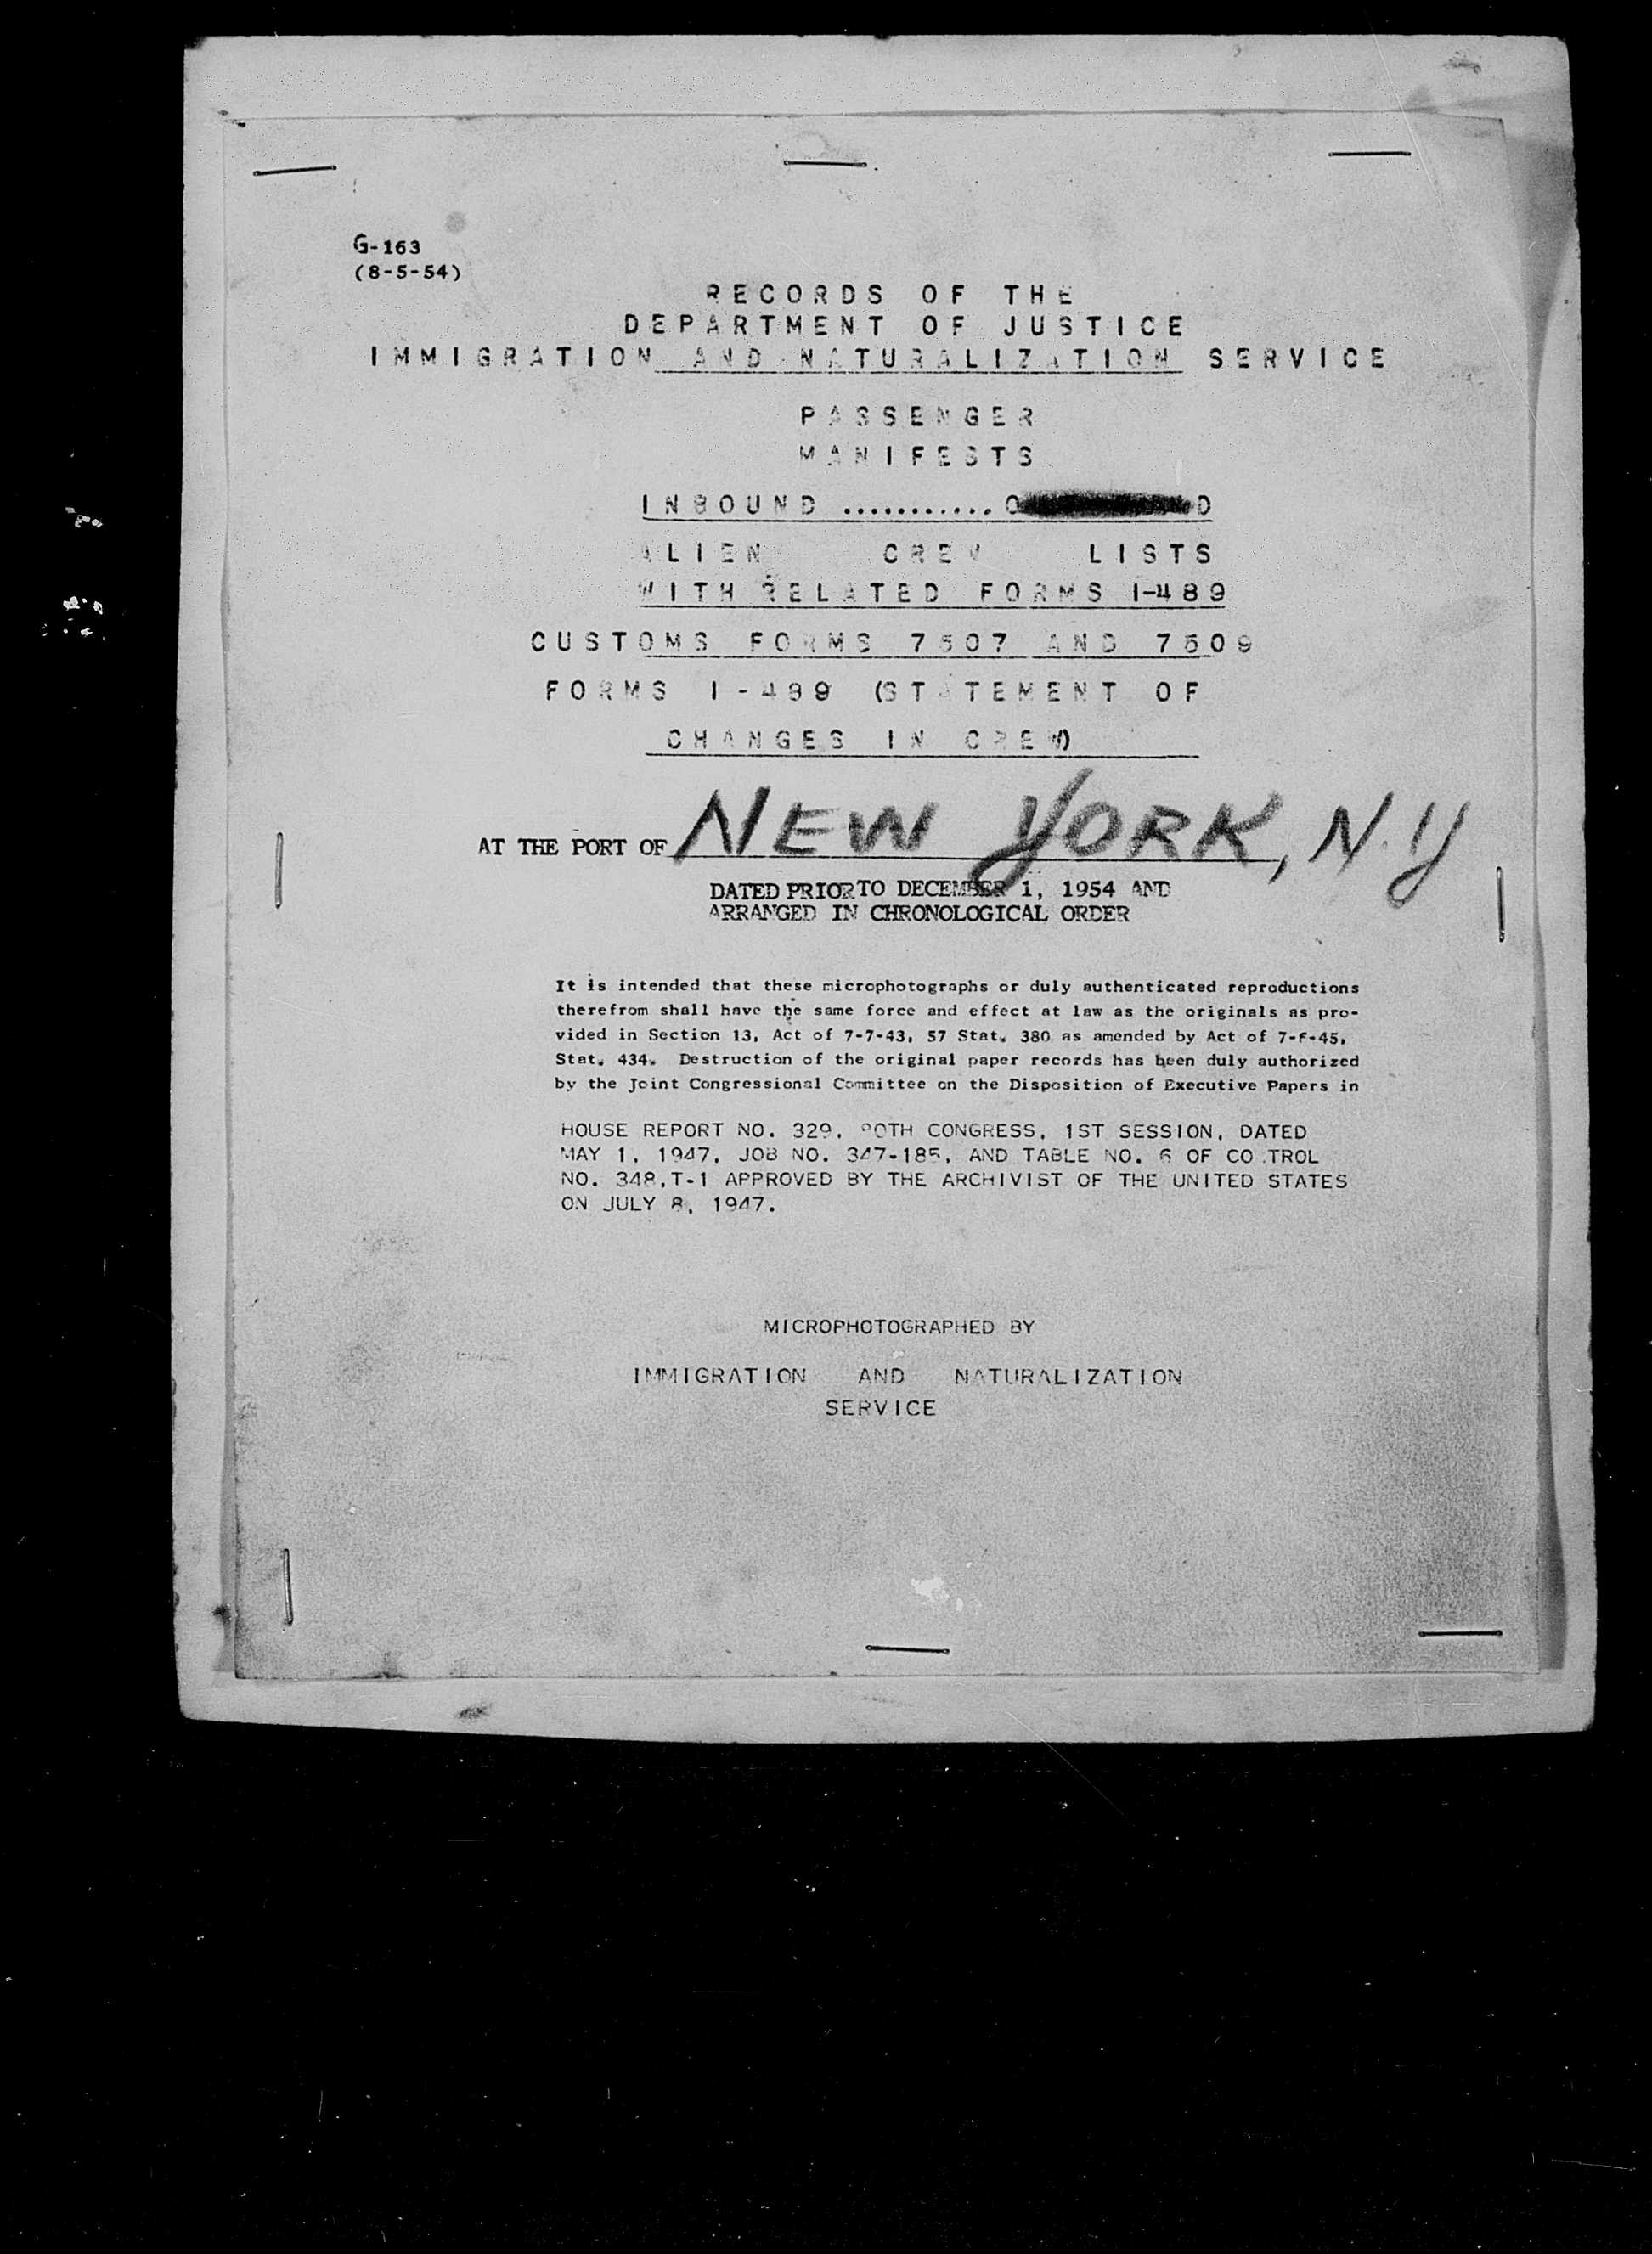 G-163
(8-5-54)
RECORDS OF THE
DEPARTMENT OF JUSTICE
IMMIGRATION AND NATURALIZATION SERVICE
PASSENGER
MANIFESTS
INBOUND ...........O D
ALIEN CREW LISTS
WITH RELATED FORMS I-489
CUSTOMS FORMS 7507 AND 7509
FORMS I-489 (STATEMENT OF
CHANGES IN CREW)
AT THE PORT OF NEW YORK, N.Y
DATED PRIOR TO DECEMBER 1, 1954 AND
ARRANGED IN CHRONOLOGICAL ORDER
It is intended that these microphotographs or duly authenticated reproductions
therefrom shall have the same force and effect at law as the originals as pro-
vided in Section 13, Act of 7-7-43, 57 Stat. 380 as amended by Act of
Stat. 434. Destruction of the original paper records has been duly authorized
by the Joint Congressional Committee on the Disposition of Executive Papers in
HOUSE REPORT NO. 329, 80TH CONGRESS, 1ST SESSION, DATED
MAY 1, 1947, JOB NO. 347-185, AND TABLE NO. 6 OF CO TROL
NO. 348,T-1 APPROVED BY THE ARCHIVIST OF THE UNITED STATES
ON JULY 8, 1947.
MICROPHOTOGRAPHED BY
IMMIGRATION AND NATURALIZATION
SERVICE